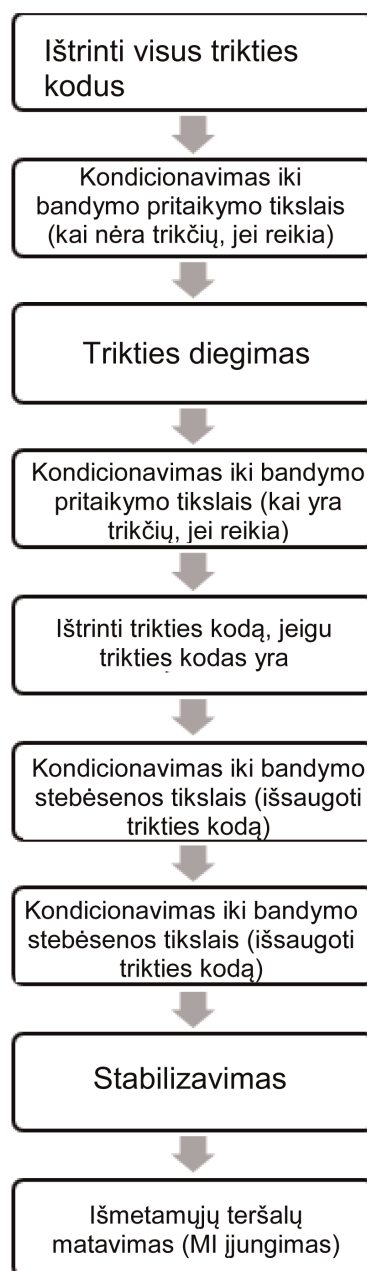 Ištrinti visus trikties
kodus
Kondicionavimas iki
bandymo pritaikymo tikslais
(kai nėra trikčių, jei reikia)
Trikties diegimas
Kondicionavimas iki bandymo
pritaikymo tikslais (kai yra
trikčių, jei reikia)
Ištrinti trikties kodą, jeigu
trikties kodas yra
Kondicionavimas iki bandymo
stebėsenos tikslais (išsaugoti
trikties kodą)
Kondicionavimas iki bandymo
stebėsenos tikslais (išsaugoti
trikties kodą)
Stabilizavimas
Išmetamųjų teršalų
matavimas (MI įjungimas)